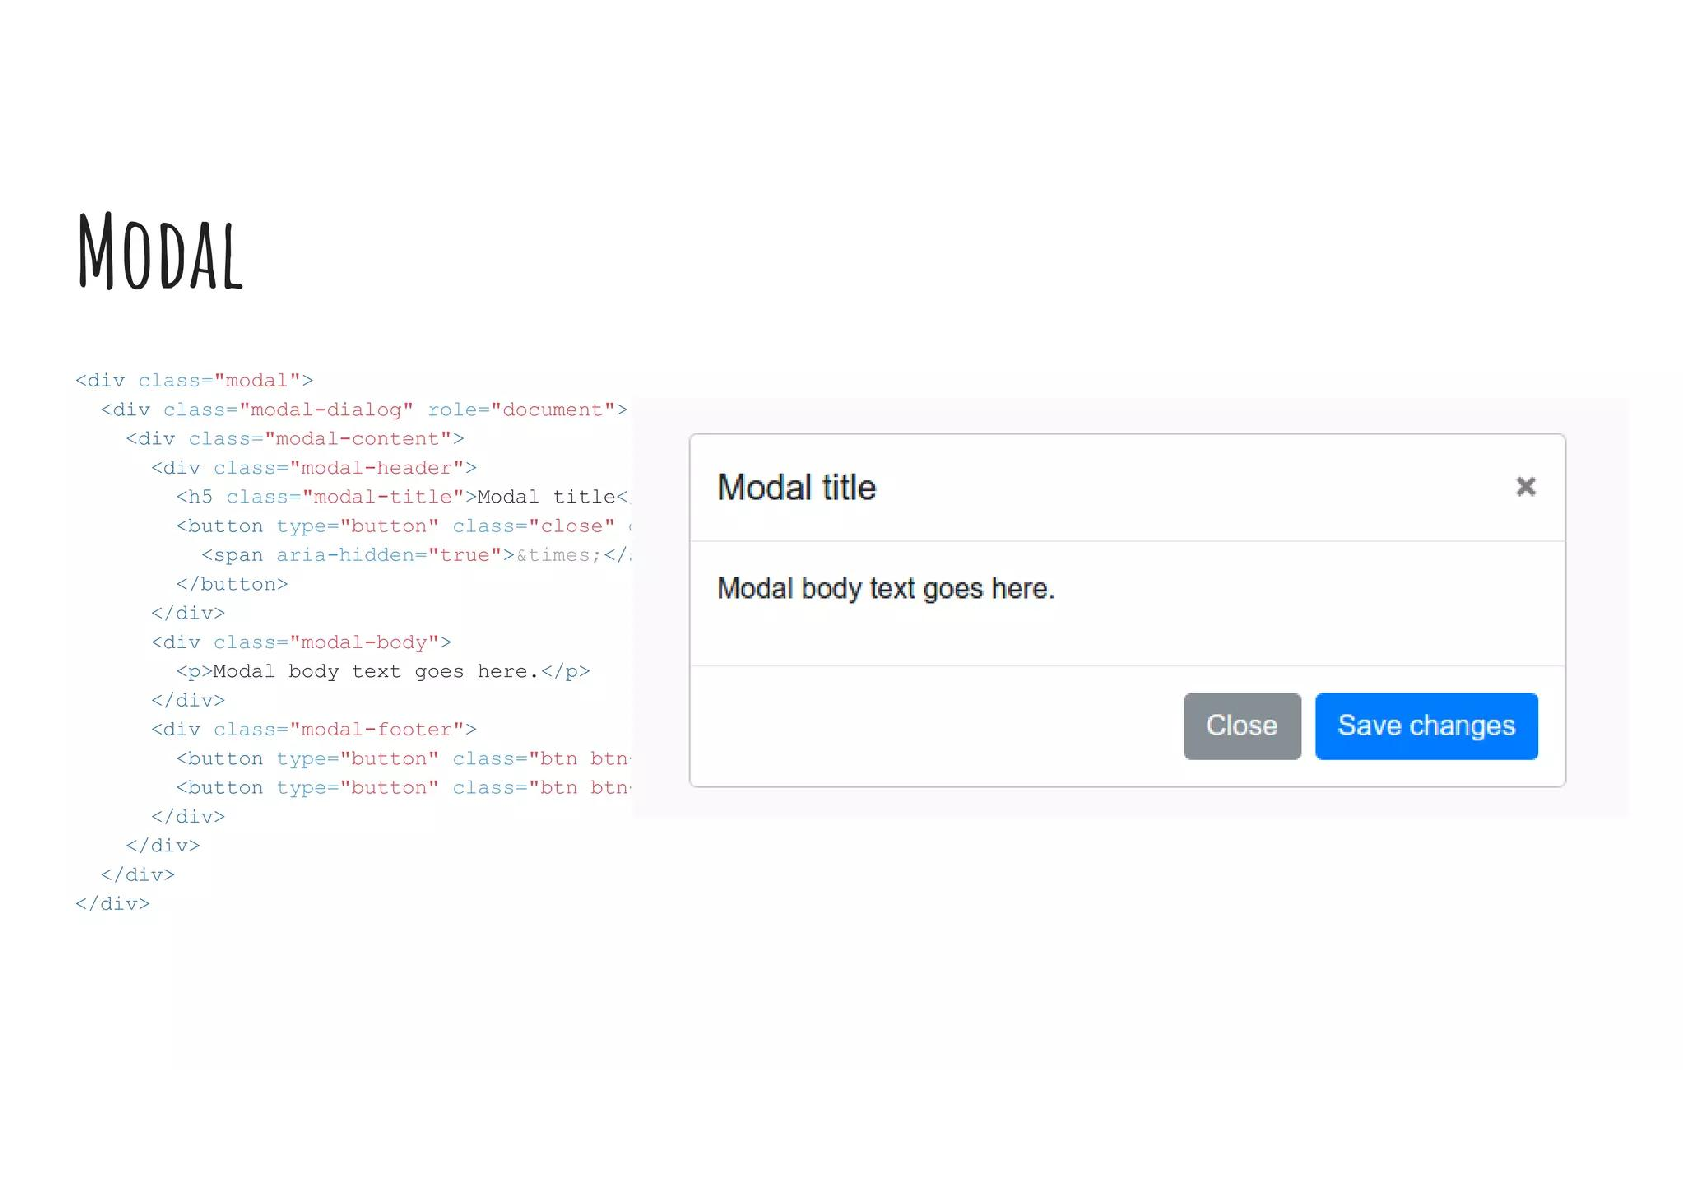 Modal
<div class="modal">
<div class="modal-dialog" role="document">
<div class="modal-content">
<div class="modal-header">
<h5 class="modal-title">Modal title<
<button type="button" class="close"
<span aria-hidden="true">&times;</
</button>
</div>
<div class="modal-body">
<p>Modal body text goes here.</p>
</div>
<div class="modal-footer">
<button type="button" class="btn btn-
<button type="button" class="btn btn-
</div>
</div>
</div>
</div>
Modal title ×
Modal body text goes here.
Close Save changes